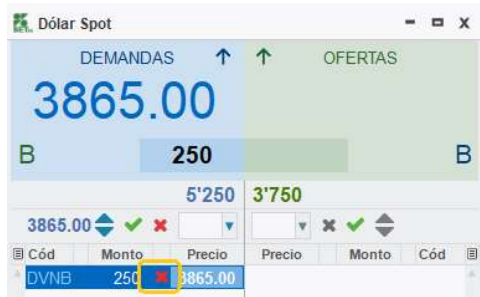 Dólar Spot
DEMANDAS OFERTAS
3865.00
B 250 B
5'250 3'750
3865.00
Cód Monto Precio Precio Monto Cód
DVNB 250 3865.00